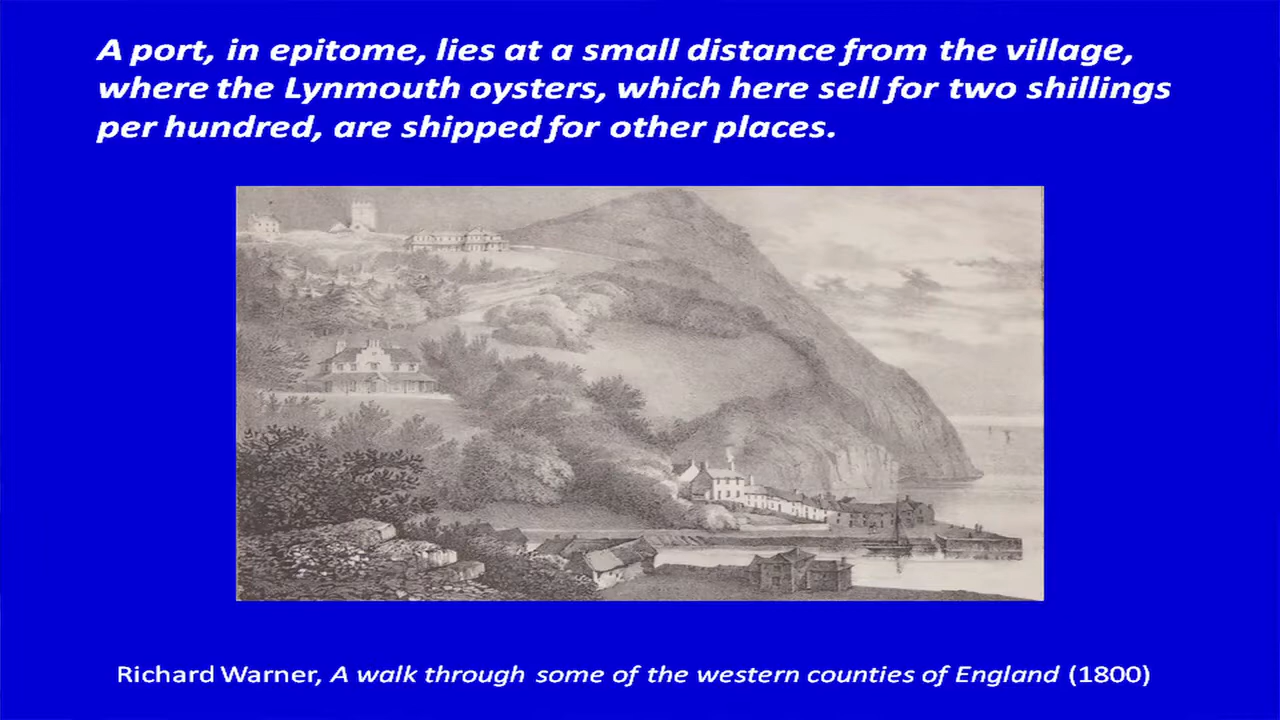 A port, in epitome, lies at a small distance from the village,
where the Lynmouth oysters, which here sell for two shillings
per hundred, are shipped for other places.
Richard Warner, A walk through some of the western counties of England (1800)